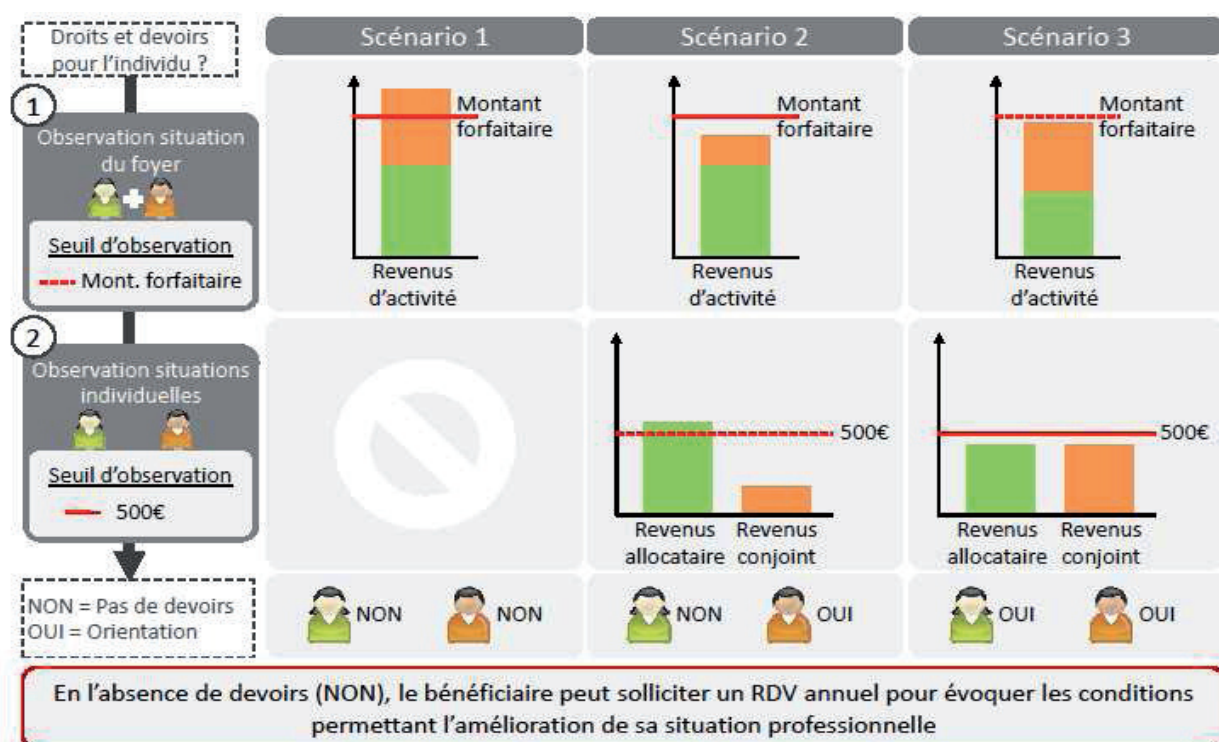 Droits et devoirs
pour l'individu ?
Scénario 1
Scénario 2
Scénario 3
1
Observation situation
du foyer
Seuil d'observation
Mont. forfaitaire
Montant
forfaitaire
Revenus
d'activité
Montant
forfaitaire
Revenus
d'activité
Montant
forfaitaire
Revenus
d'activité
2
Observation situations
individuelles
Seuil d'observation
500€
500€
Revenus
allocataire
Revenus
conjoint
500€
Revenus
allocataire
Revenus
conjoint
NON = Pas de devoirs
OUI = Orientation
NON
NON
NON
OUI
OUI
OUI
En l'absence de devoirs (NON), le bénéficiaire peut solliciter un RDV annuel pour évoquer les conditions
permettant l'amélioration de sa situation professionnelle